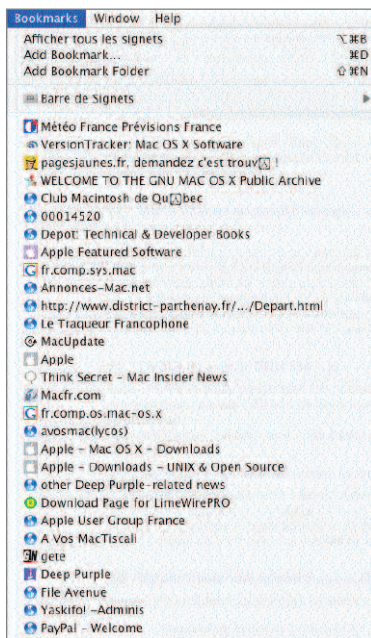 Bookmarks Window Help
Afficher tous les signets ⌥⌘B
Add Bookmark... ⌘D
Add Bookmark Folder ⇧⌘N
Barre de Signets
Météo France Prévisions France
VersionTracker: Mac OS X Software
pagesjaunes.fr, demandez c'est trouv !
WELCOME TO THE GNU MAC OS X Public Archive
Club Macintosh de Qu bec
00014520
Depot: Technical & Developer Books
Apple Featured Software
fr.comp.sys.mac
Annonces-Mac.net
http://www.district-parthenay.fr/.../Depart.html
Le Traqueur Francophone
MacUpdate
Apple
Think Secret - Mac Insider News
Macfr.com
fr.comp.os.mac-os.x
avosmac(lycos)
Apple - Mac OS X - Downloads
Apple - Downloads - UNIX & Open Source
other Deep Purple-related news
Download Page for LimeWirePRO
Apple User Group France
A Vos MacTiscali
gete
Deep Purple
File Avenue
Yaskifo! -Adminis
PayPal - Welcome